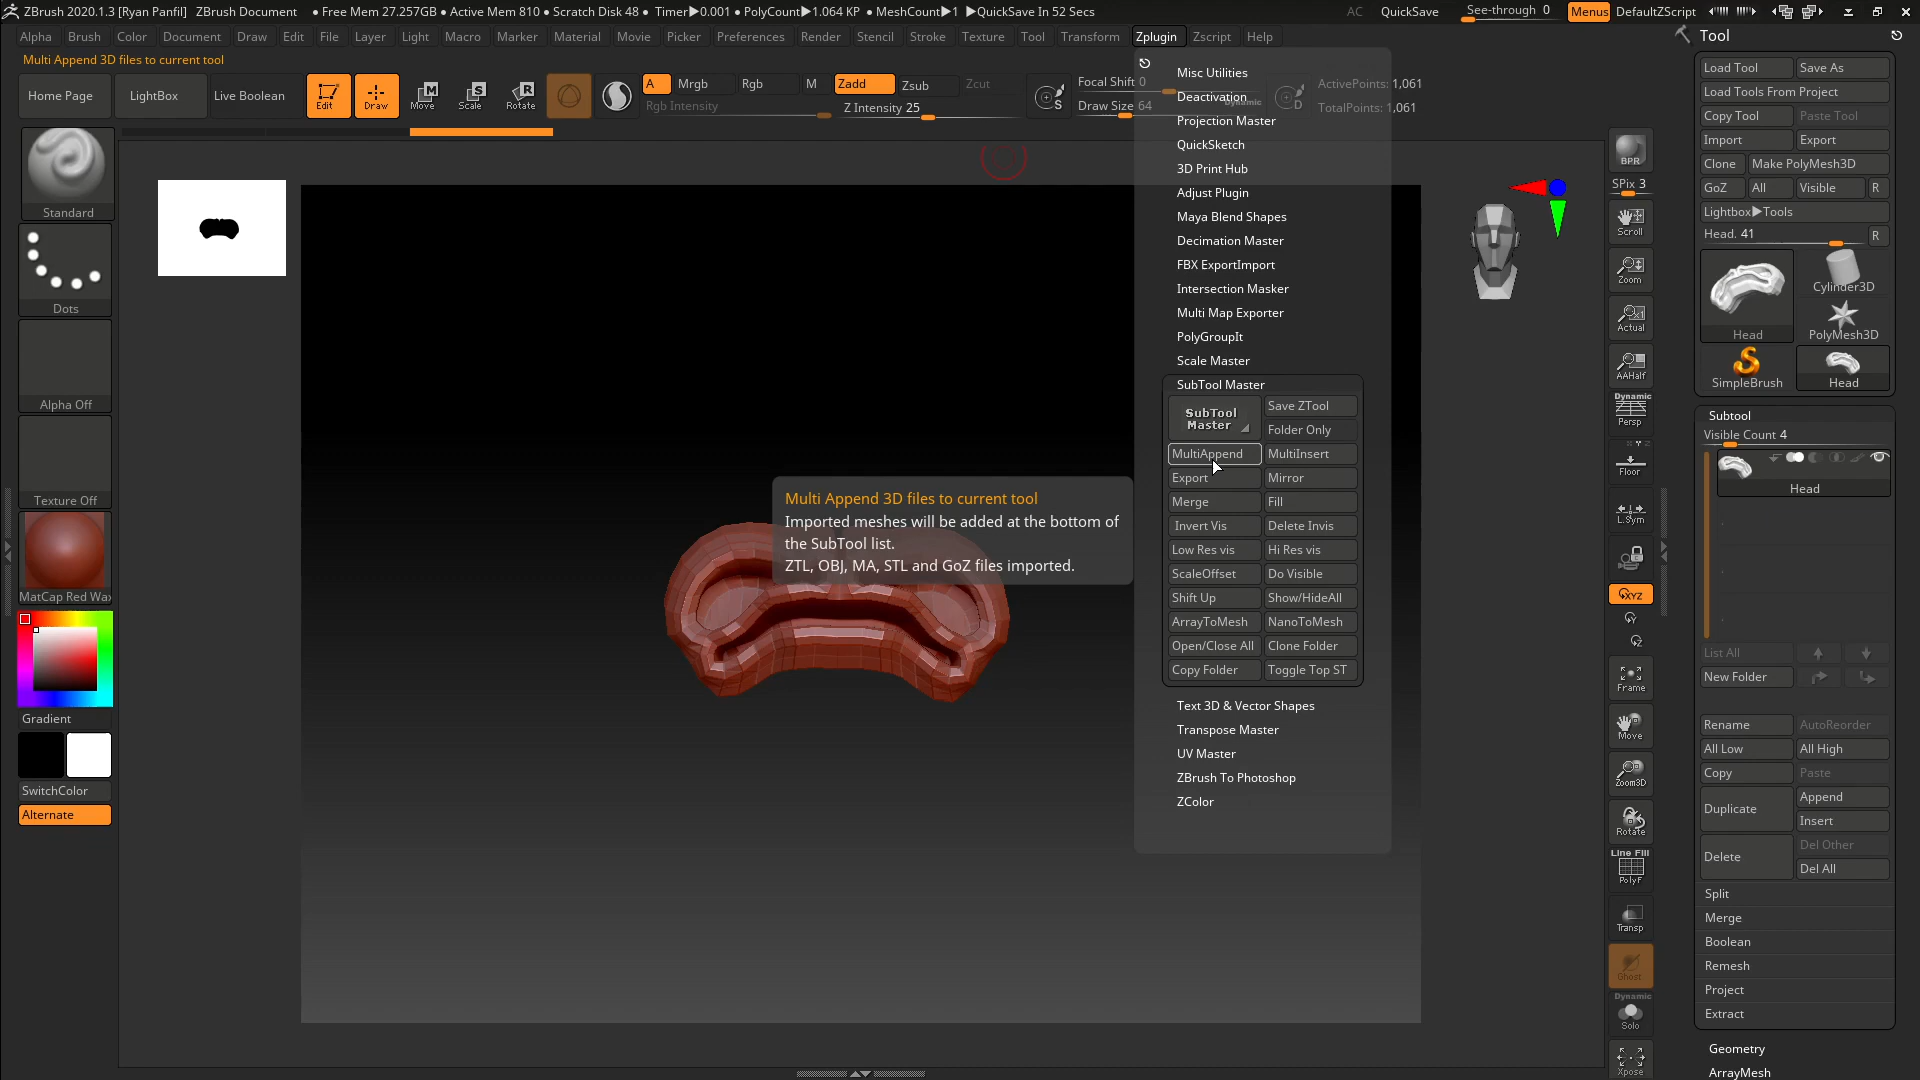 ZBrush 2020.1.3 [Ryan Panfil] ZBrush Document • Free Mem 27.257GB • Active Mem 810 • Scratch Disk 48 • Timer▶0.001 • PolyCount▶1.064 KP • MeshCount▶1 ▶QuickSave In 52 Secs AC QuickSave See-through 0 Menus DefaultZScript
Alpha Brush Color Document Draw Edit File Layer Light Macro Marker Material Movie Picker Preferences Render Stencil Stroke Texture Tool Transform Zplugin Zscript Help
Multi Append 3D files to current tool
Home Page LightBox Live Boolean Edit Draw Move Scale Rotate
A Mrgb Rgb M Zadd Zsub Zcut
Rgb Intensity Z Intensity 25
S Focal Shift 0
Draw Size 64
Dynamic D
ActivePoints: 1,061
TotalPoints: 1,061
Standard
Dots
Alpha Off
Texture Off
MatCap Red Wax
Gradient
SwitchColor
Alternate
Misc Utilities
Deactivation
Projection Master
QuickSketch
3D Print Hub
Adjust Plugin
Maya Blend Shapes
Decimation Master
FBX ExportImport
Intersection Masker
Multi Map Exporter
PolyGroupIt
Scale Master
SubTool Master
SubTool
Master
Save ZTool
Folder Only
MultiAppend MultiInsert
Export Mirror
Merge Fill
Invert Vis Delete Invis
Low Res vis Hi Res vis
ScaleOffset Do Visible
Shift Up Show/HideAll
ArrayToMesh NanoToMesh
Open/Close All Clone Folder
Copy Folder Toggle Top ST
Text 3D & Vector Shapes
Transpose Master
UV Master
ZBrush To Photoshop
ZColor
Multi Append 3D files to current tool
Imported meshes will be added at the bottom of
the SubTool list.
ZTL, OBJ, MA, STL and GoZ files imported.
BPR
SPix 3
Scroll
Zoom
Actual
AAHalf
Dynamic
Persp
Floor
L.Sym
XYZ
Frame
Move
Zoom3D
Rotate
Line Fill
PolyF
Transp
Ghost
Dynamic
Solo
Xpose
Tool
Load Tool Save As
Load Tools From Project
Copy Tool Paste Tool
Import Export
Clone Make PolyMesh3D
GoZ All Visible R
Lightbox▶Tools
Head. 41 R
Head
Cylinder3D
PolyMesh3D
SimpleBrush
Head
Subtool
Visible Count 4
Head
List All
New Folder
Rename AutoReorder
All Low All High
Copy Paste
Duplicate
Append
Insert
Delete
Del Other
Del All
Split
Merge
Boolean
Remesh
Project
Extract
Geometry
ArrayMesh